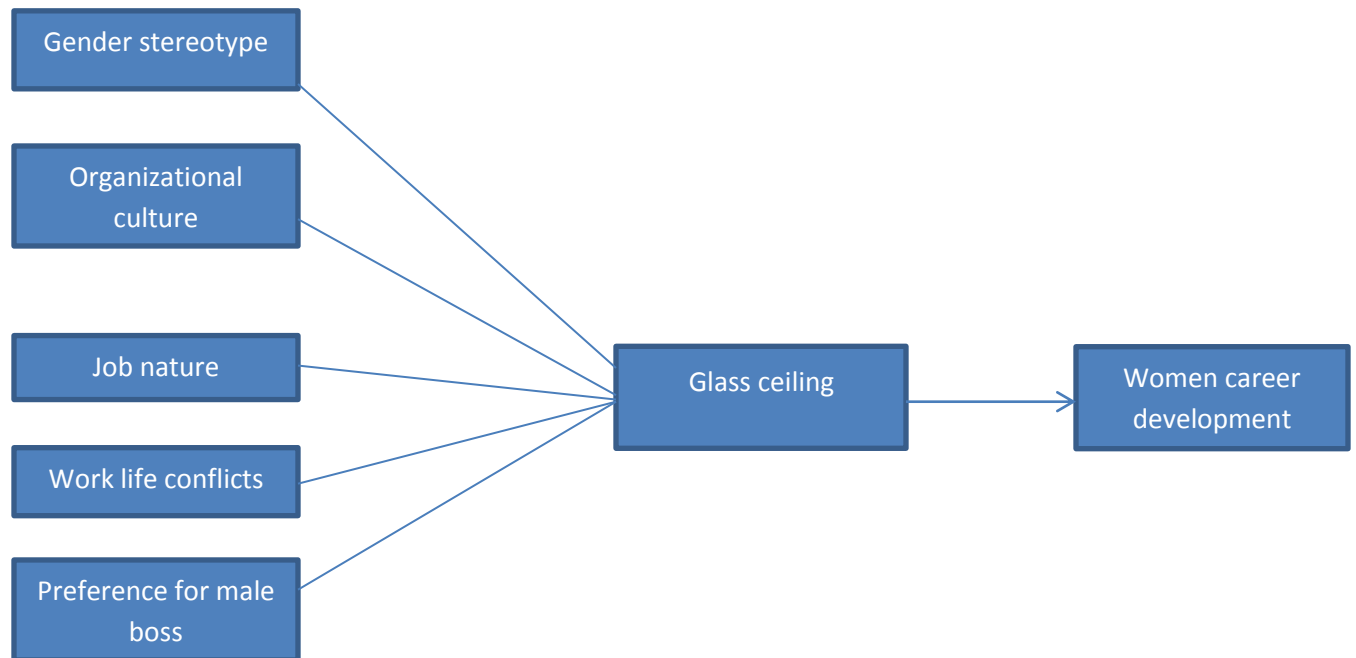 Gender stereotype
Organizational
culture
Job nature
Work life conflicts
Preference for male
boss
Glass ceiling
Women career
development